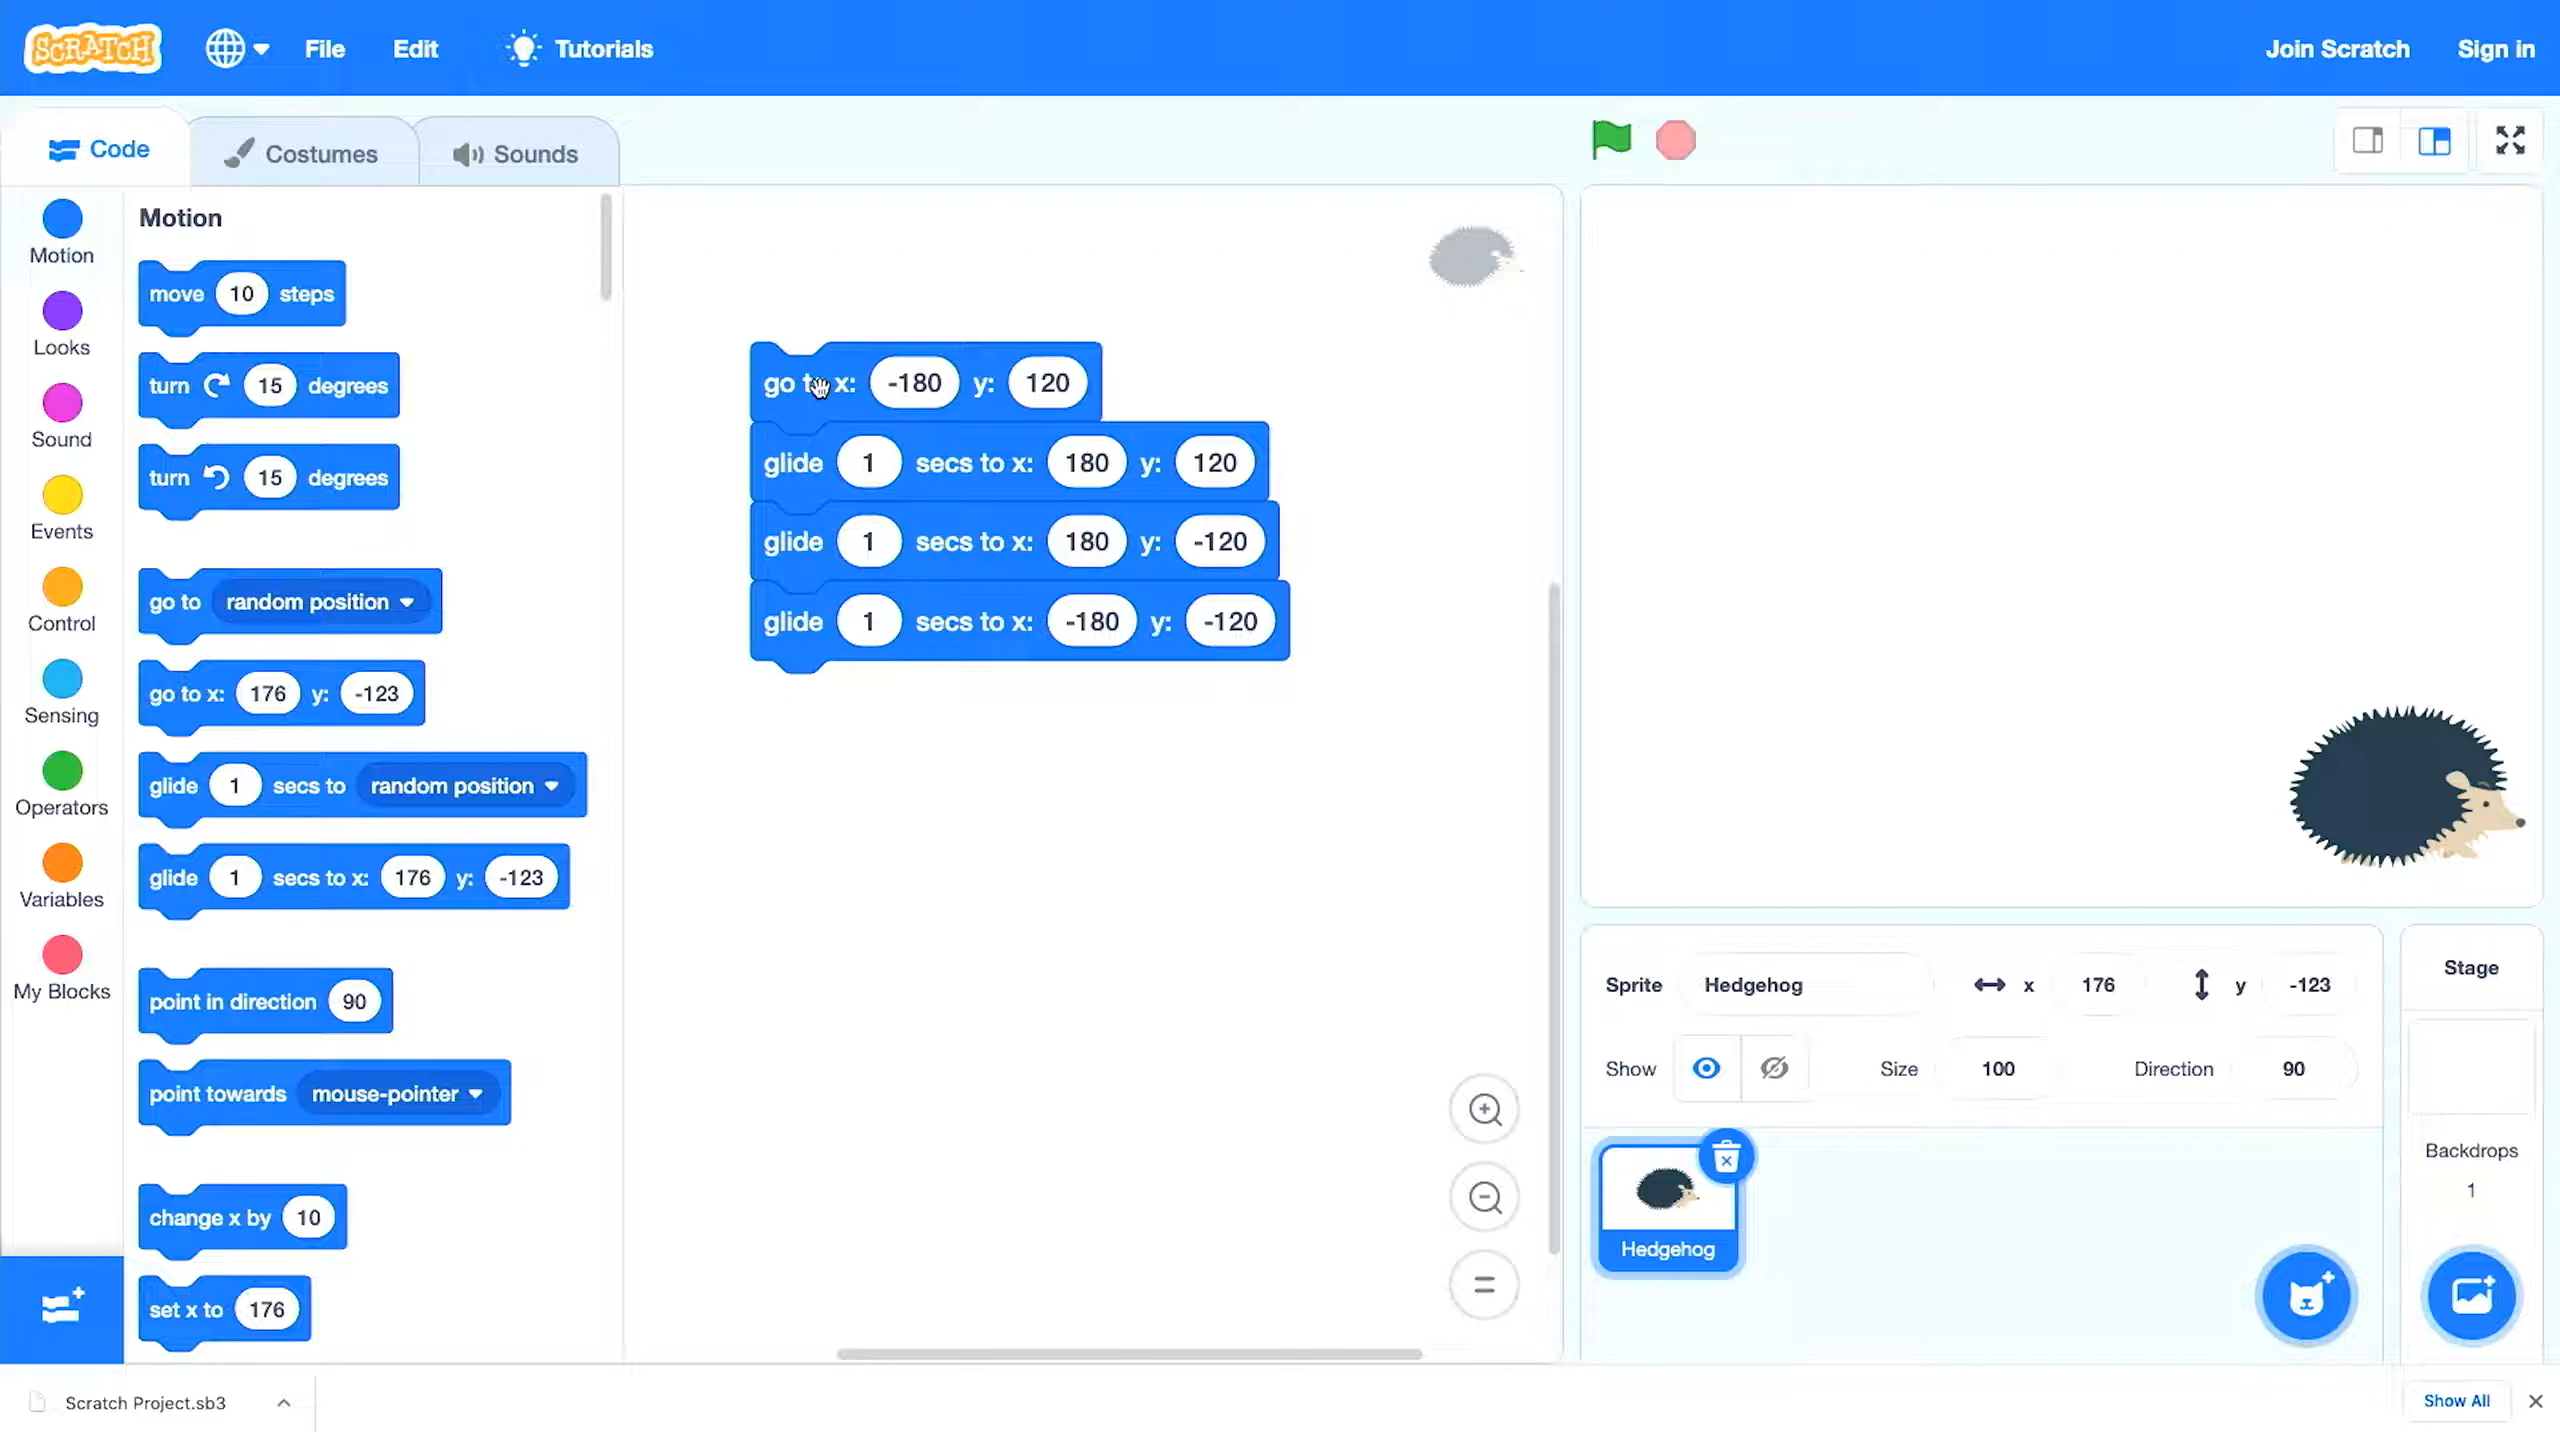 SCRATCH File Edit Tutorials Join Scratch Sign in
Code Costumes Sounds
Motion
Looks
Sound
Events
Control
Sensing
Operators
Variables
My Blocks
Motion
move 10 steps
turn 15 degrees
turn 15 degrees
go to random position
go to x: 176 y: -123
glide 1 secs to random position
glide 1 secs to x: 176 y: -123
point in direction 90
point towards mouse-pointer
change x by 10
set x to 176
go to x: -180 y: 120
glide 1 secs to x: 180 y: 120
glide 1 secs to x: 180 y: -120
glide 1 secs to x: -180 y: -120
Sprite Hedgehog x 176 y -123
Show Size 100 Direction 90
Hedgehog
Stage
Backdrops
1
Scratch Project.sb3
Show All